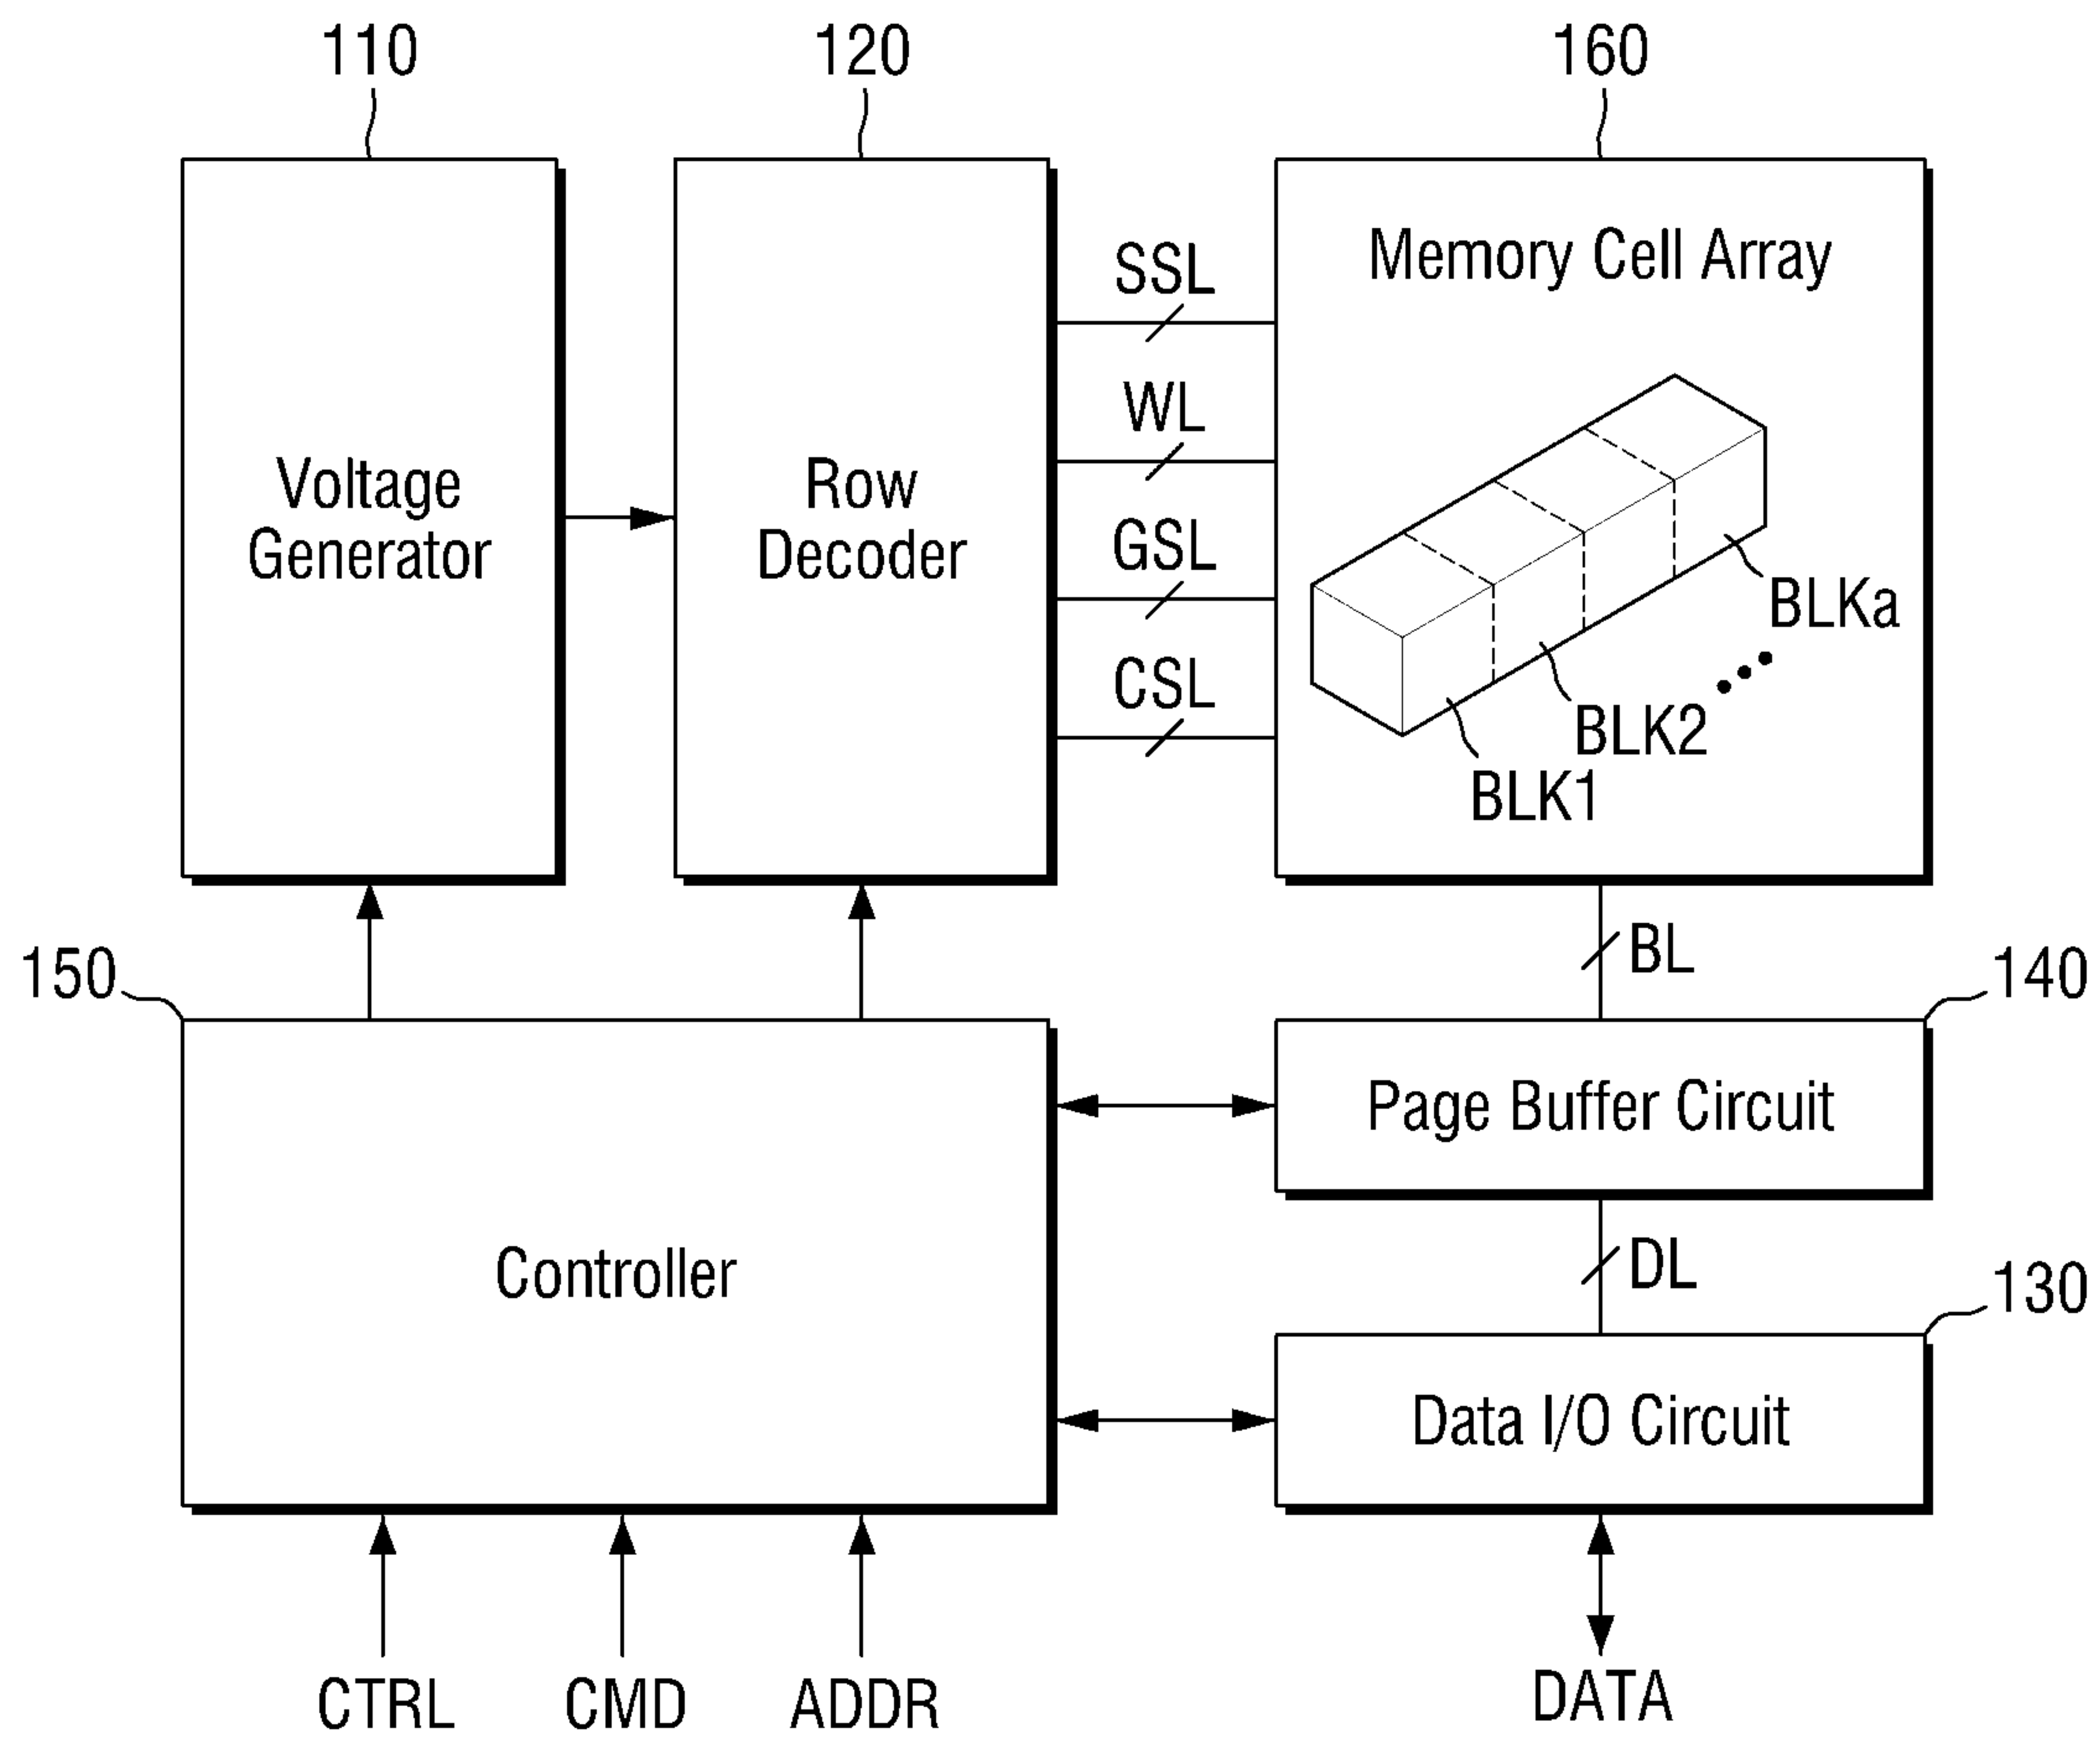 110
120
160
Voltage
Generator
Row
Decoder
SSL
WL
GSL
CSL
Memory Cell Array
BLKa
BLK2
BLK1
BL
150
140
Controller
Page Buffer Circuit
DL
130
Data I/O Circuit
CTRL
CMD
ADDR
DATA